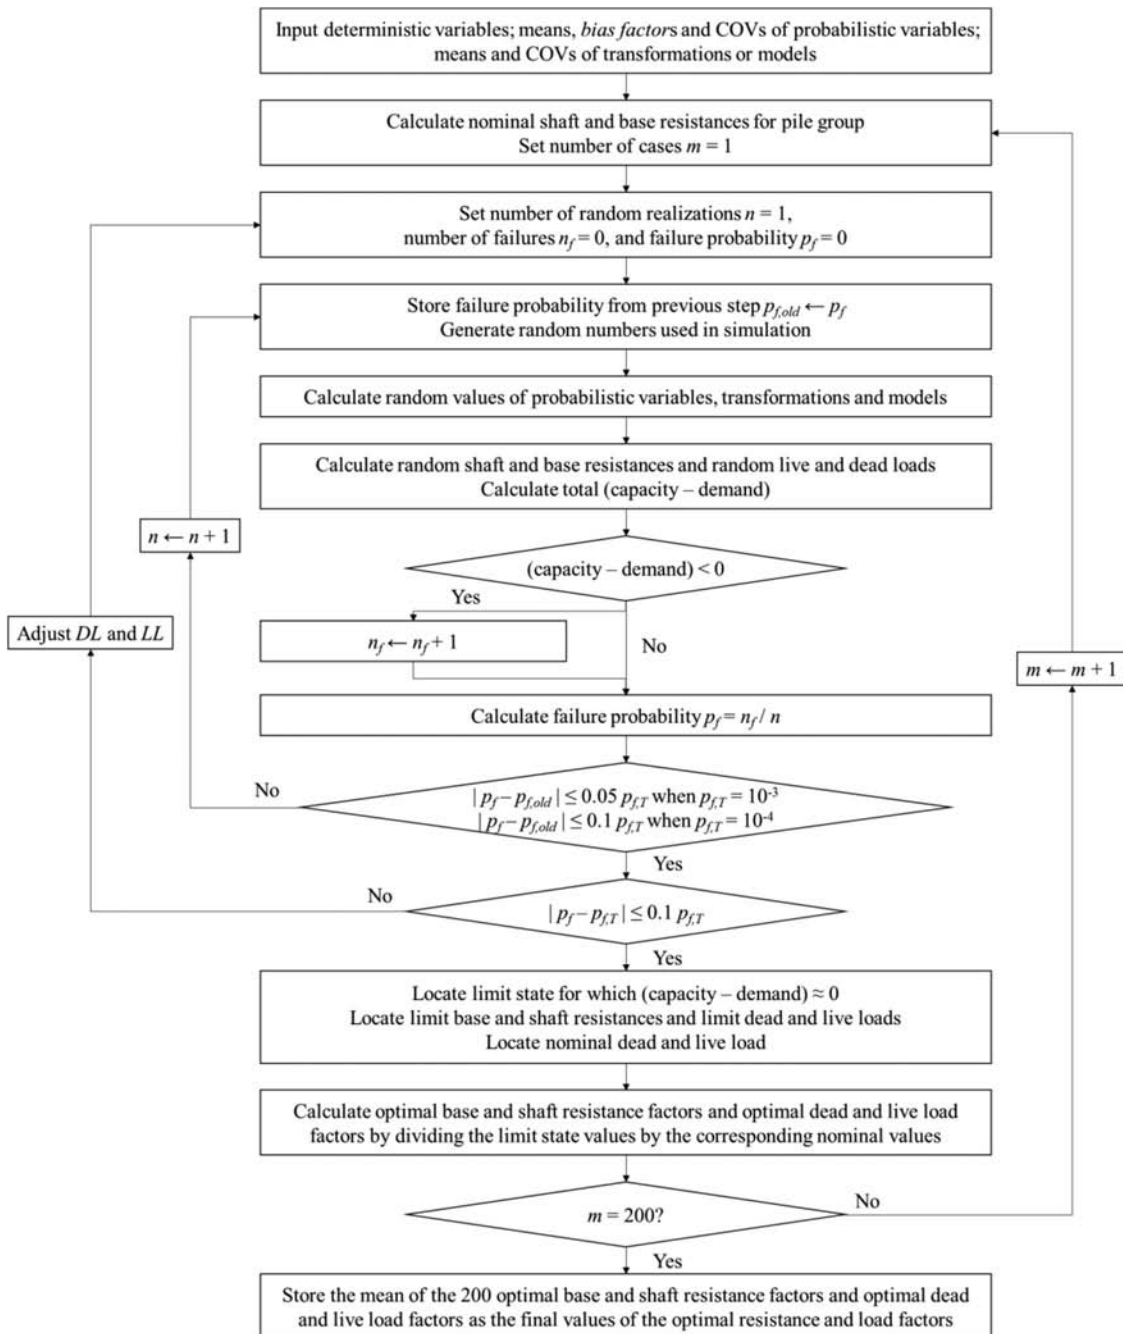 Input deterministic variables; means, bias factors and COVs of probabilistic variables;
means and COVs of transformations or models
Calculate nominal shaft and base resistances for pile group
Set number of cases m = 1
Set number of random realizations n = 1,
number of failures n_f = 0, and failure probability p_f = 0
Store failure probability from previous step p_{f,old} ← p_f
Generate random numbers used in simulation
Calculate random values of probabilistic variables, transformations and models
Calculate random shaft and base resistances and random live and dead loads
Calculate total (capacity – demand)
n ← n + 1
(capacity – demand) < 0
Yes
Adjust DL and LL
n_f ← n_f + 1
No
m ← m + 1
Calculate failure probability p_f = n_f / n
No
| p_f – p_{f,old} | ≤ 0.05 p_{f,T} when p_{f,T} = 10^{-3}
| p_f – p_{f,old} | ≤ 0.1 p_{f,T} when p_{f,T} = 10^{-4}
Yes
No
| p_f – p_{f,T} | ≤ 0.1 p_{f,T}
Yes
Locate limit state for which (capacity – demand) ≈ 0
Locate limit base and shaft resistances and limit dead and live loads
Locate nominal dead and live load
Calculate optimal base and shaft resistance factors and optimal dead and live load
factors by dividing the limit state values by the corresponding nominal values
m = 200?
No
Yes
Store the mean of the 200 optimal base and shaft resistance factors and optimal dead
and live load factors as the final values of the optimal resistance and load factors